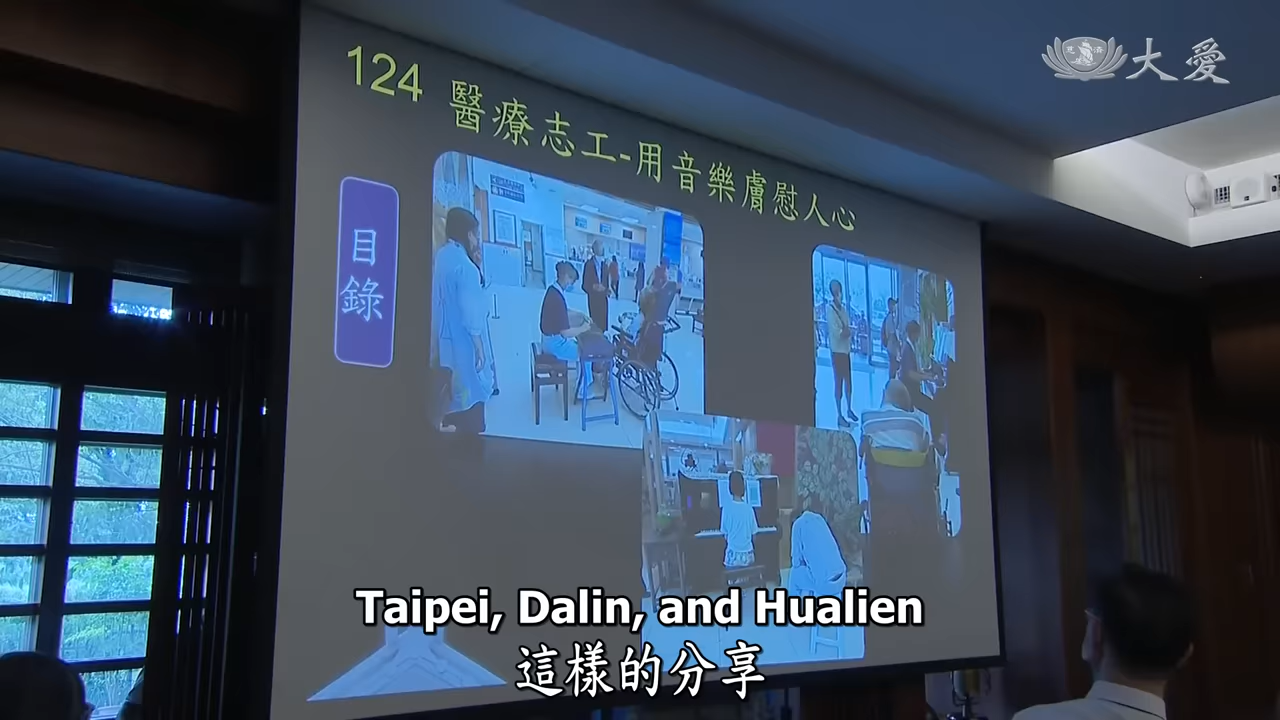 大愛
124 醫療志工-用音樂膚慰人心
目錄
Taipei, Dalin, and Hualien
這樣的分享